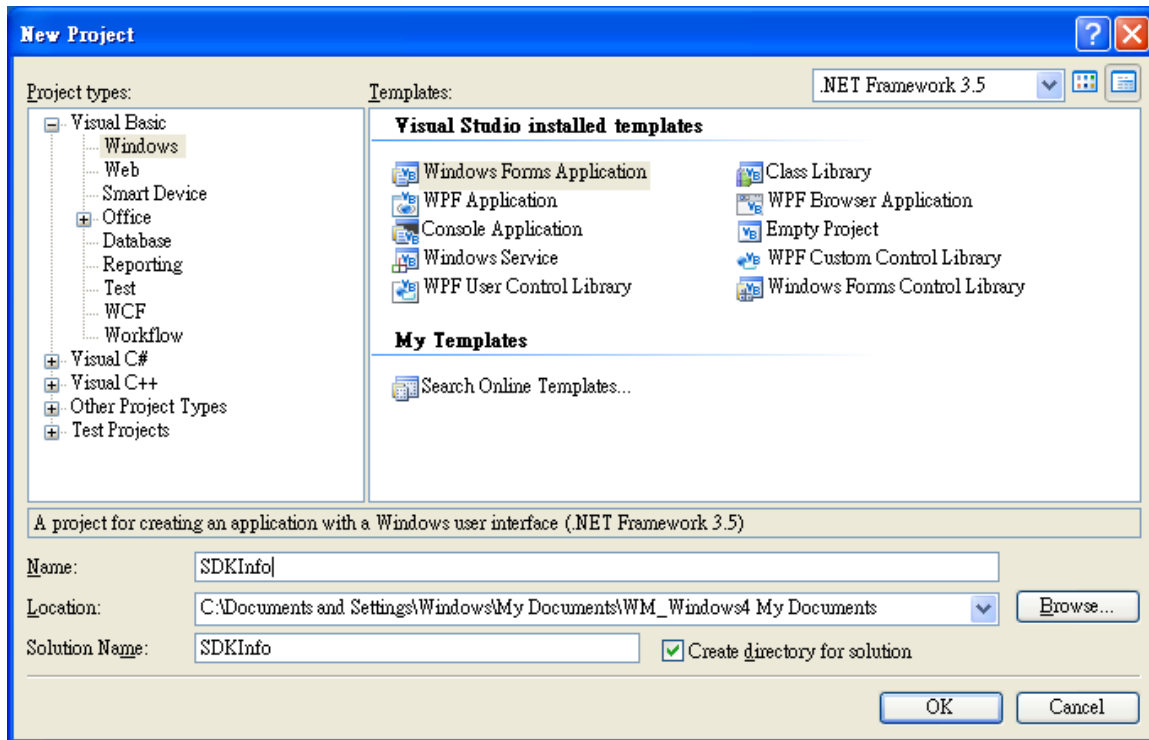 New Project
Project types:
Templates:
.NET Framework 3.5
Visual Basic
Windows
Web
Smart Device
Office
Database
Reporting
Test
WCF
Workflow
Visual C#
Visual C++
Other Project Types
Test Projects
Visual Studio installed templates
Windows Forms Application
Class Library
WPF Application
WPF Browser Application
Console Application
Empty Project
Windows Service
WPF Custom Control Library
WPF User Control Library
Windows Forms Control Library
My Templates
Search Online Templates...
A project for creating an application with a Windows user interface (.NET Framework 3.5)
Name:
SDKInfo
Location:
C:\Documents and Settings\Windows\My Documents\WM_Windows4 My Documents
Browse...
Solution Name:
SDKInfo
Create directory for solution
OK
Cancel